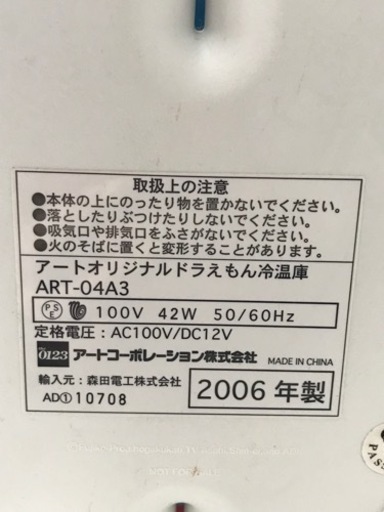 取扱上の注意
●本体の上にのったり物を置かないでください。
●落としたりぶつけたりしないでください。
●吸気口や排気口をふさがないでください。
●火のそばに置くと変形することがあります。
アートオリジナルドラえもん冷温庫
ART-04A3
PSE 100V 42W 50/60Hz
定格電圧：AC100V/DC12V
0123 アートコーポレーション株式会社 MADE IN CHINA
輸入元：森田電工株式会社
AD①10708
2006年製
PASS